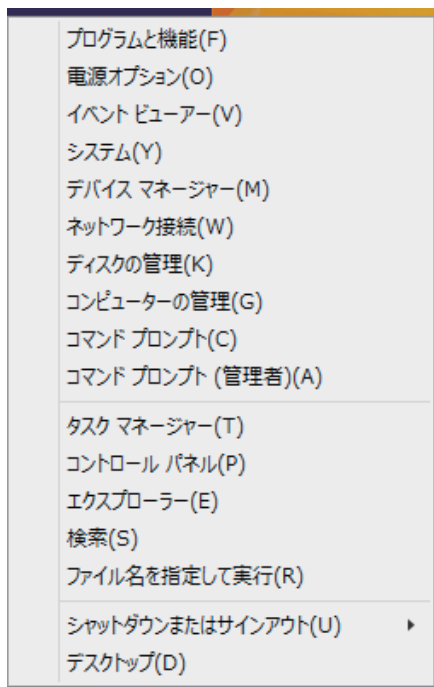 プログラムと機能(F)
電源オプション(O)
イベント ビューアー(V)
システム(Y)
デバイス マネージャー(M)
ネットワーク接続(W)
ディスクの管理(K)
コンピューターの管理(G)
コマンド プロンプト(C)
コマンド プロンプト (管理者)(A)
タスク マネージャー(T)
コントロール パネル(P)
エクスプローラー(E)
検索(S)
ファイル名を指定して実行(R)
シャットダウンまたはサインアウト(U)
デスクトップ(D)